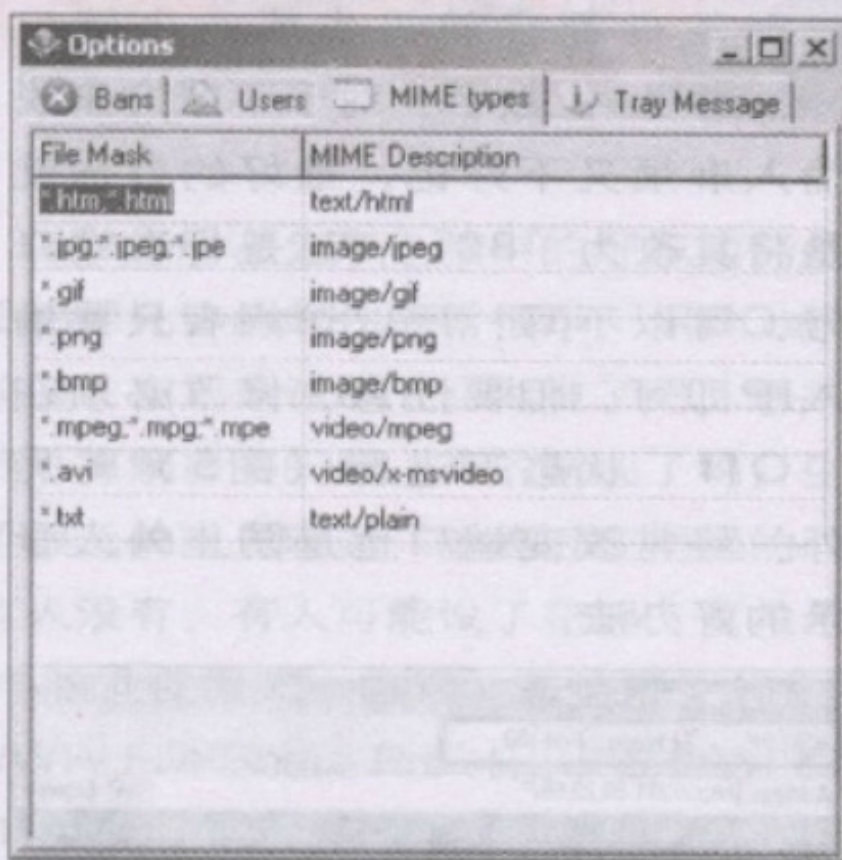 Options
Bans Users MIME types Tray Message
File Mask MIME Description
*.htm;*.html text/html
*.jpg;*.jpeg;*.jpe image/jpeg
*.gif image/gif
*.png image/png
*.bmp image/bmp
*.mpeg;*.mpg;*.mpe video/mpeg
*.avi video/x-msvideo
*.txt text/plain